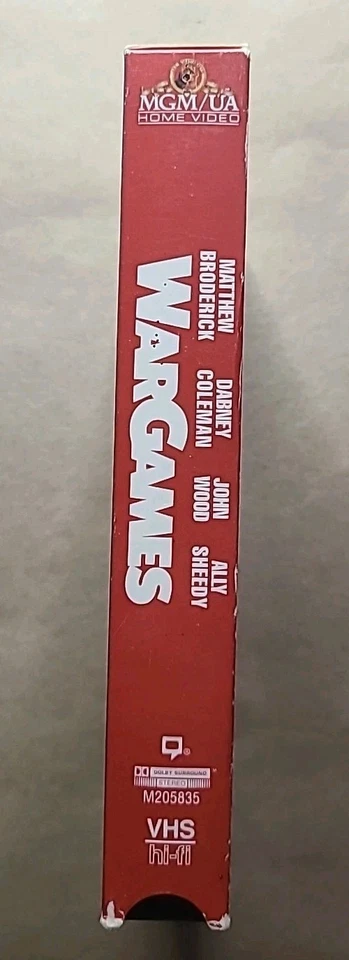 MGM/UA
HOME VIDEO
MATTHEW
BRODERICK
DABNEY
COLEMAN
JOHN
WOOD
ALLY
SHEEDY
WARGAMES
®
DOLBY SURROUND™
STEREO
M205835
VHS
hi-fi